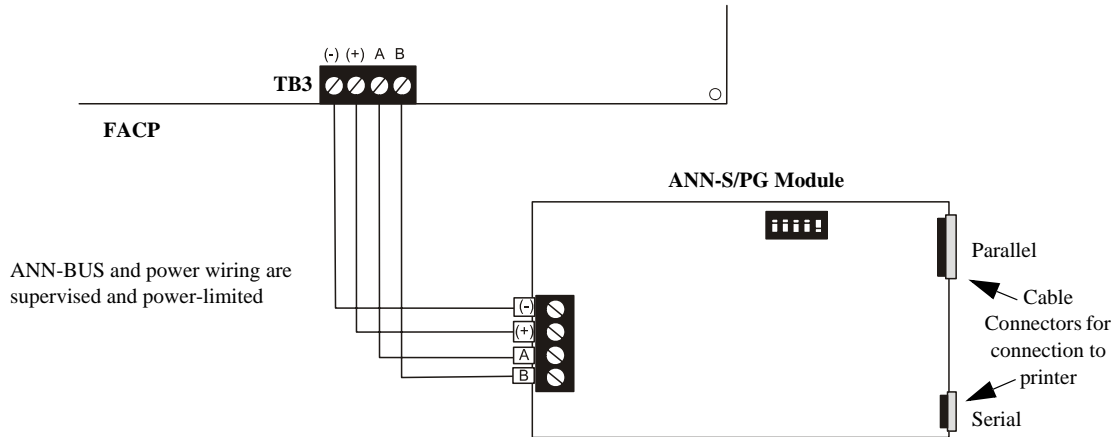 (-) (+) A B
TB3
FACP
ANN-S/PG Module
ANN-BUS and power wiring are
supervised and power-limited
(-)
(+)
A
B
Parallel
Cable
Connectors for
connection to
printer
Serial